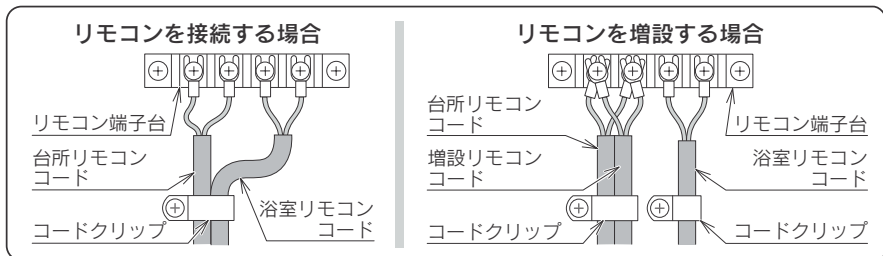 リモコンを接続する場合
リモコン端子台
台所リモコン
コード
浴室リモコン
コード
コードクリップ
リモコンを増設する場合
台所リモコン
コード
リモコン端子台
増設リモコン
コード
浴室リモコン
コード
コードクリップ
コードクリップ